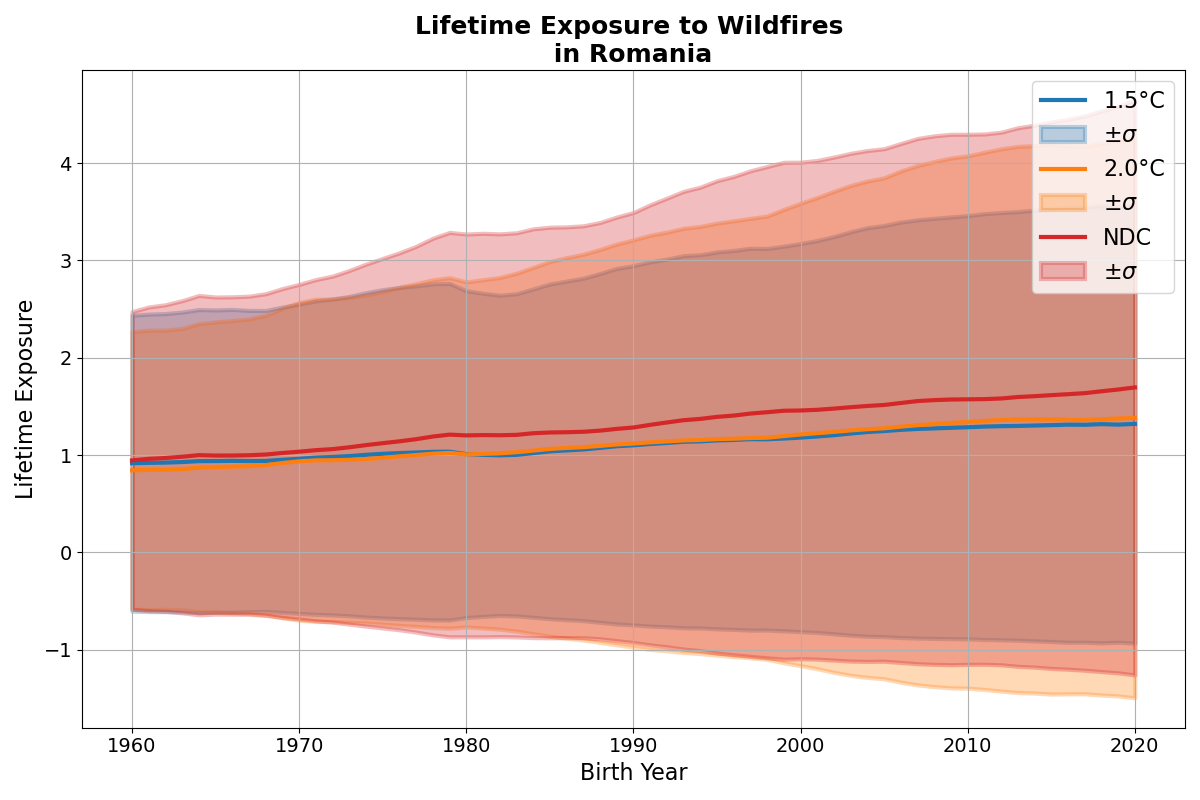 Lifetime Exposure to Wildfires
in Romania
1.5°C
±σ
2.0°C
±σ
NDC
±σ
Lifetime Exposure
4
3
2
1
0
−1
1960
1970
1980
1990
2000
2010
2020
Birth Year